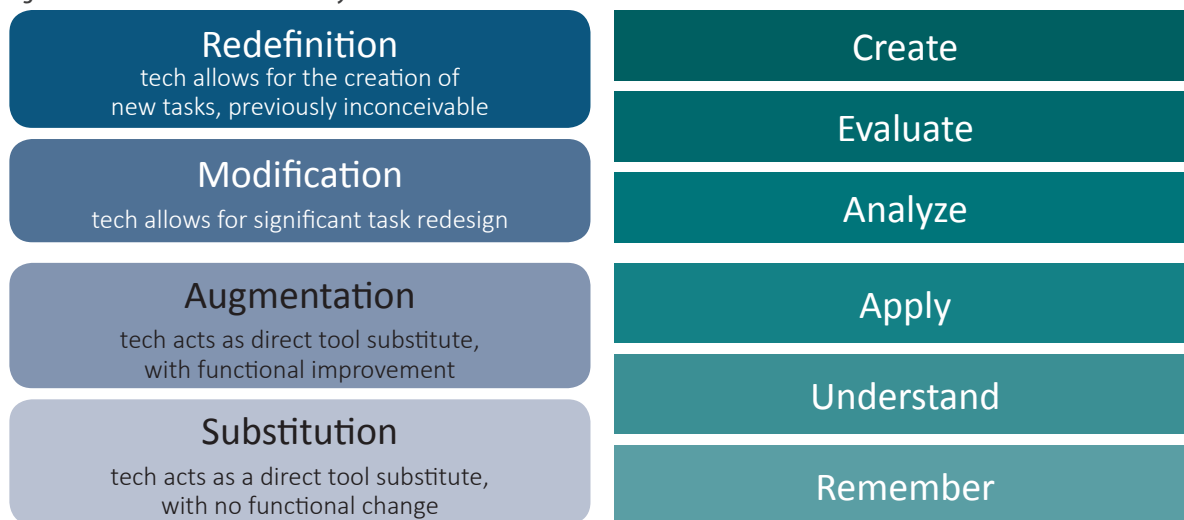 Redefinition
tech allows for the creation of
new tasks, previously inconceivable
Modification
tech allows for significant task redesign
Augmentation
tech acts as direct tool substitute,
with functional improvement
Substitution
tech acts as a direct tool substitute,
with no functional change
Create
Evaluate
Analyze
Apply
Understand
Remember